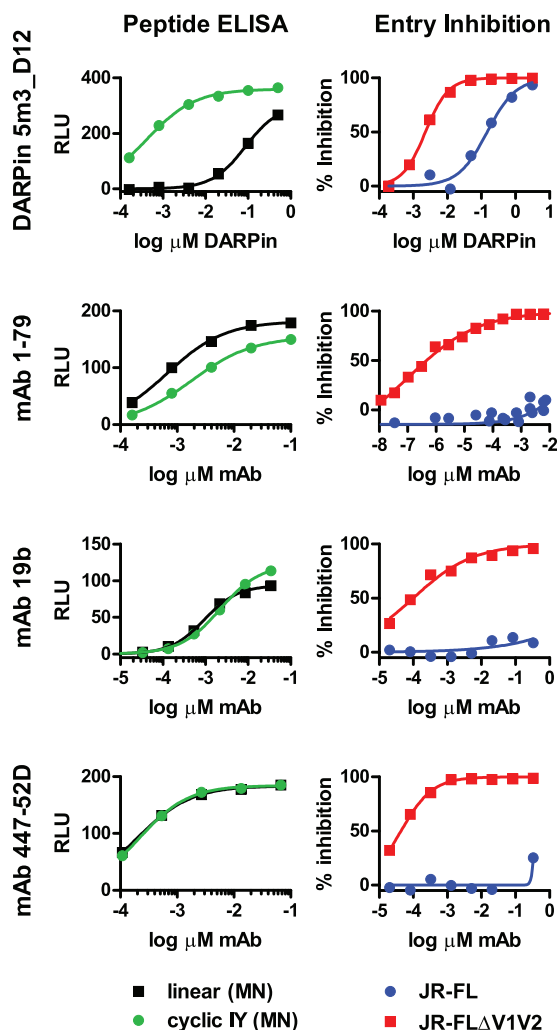 Peptide ELISA
Entry Inhibition
DARPin 5m3_D12
RLU
400
200
0
-4 -3 -2 -1 0
log μM DARPin
% Inhibition
100
50
0
-4 -3 -2 -1 0 1
log μM DARPin
mAb 1-79
RLU
200
100
0
-4 -3 -2 -1
log μM mAb
% Inhibition
100
50
0
-8 -7 -6 -5 -4 -3 -2
log μM mAb
mAb 19b
RLU
150
100
50
0
-5 -4 -3 -2 -1
log μM mAb
% Inhibition
100
50
0
-5 -4 -3 -2 -1 0
log μM mAb
mAb 447-52D
RLU
200
100
0
-4 -3 -2 -1
log μM mAb
% inhibition
100
50
0
-5 -4 -3 -2 -1 0
log μM mAb
linear (MN)
cyclic IY (MN)
JR-FL
JR-FLΔV1V2